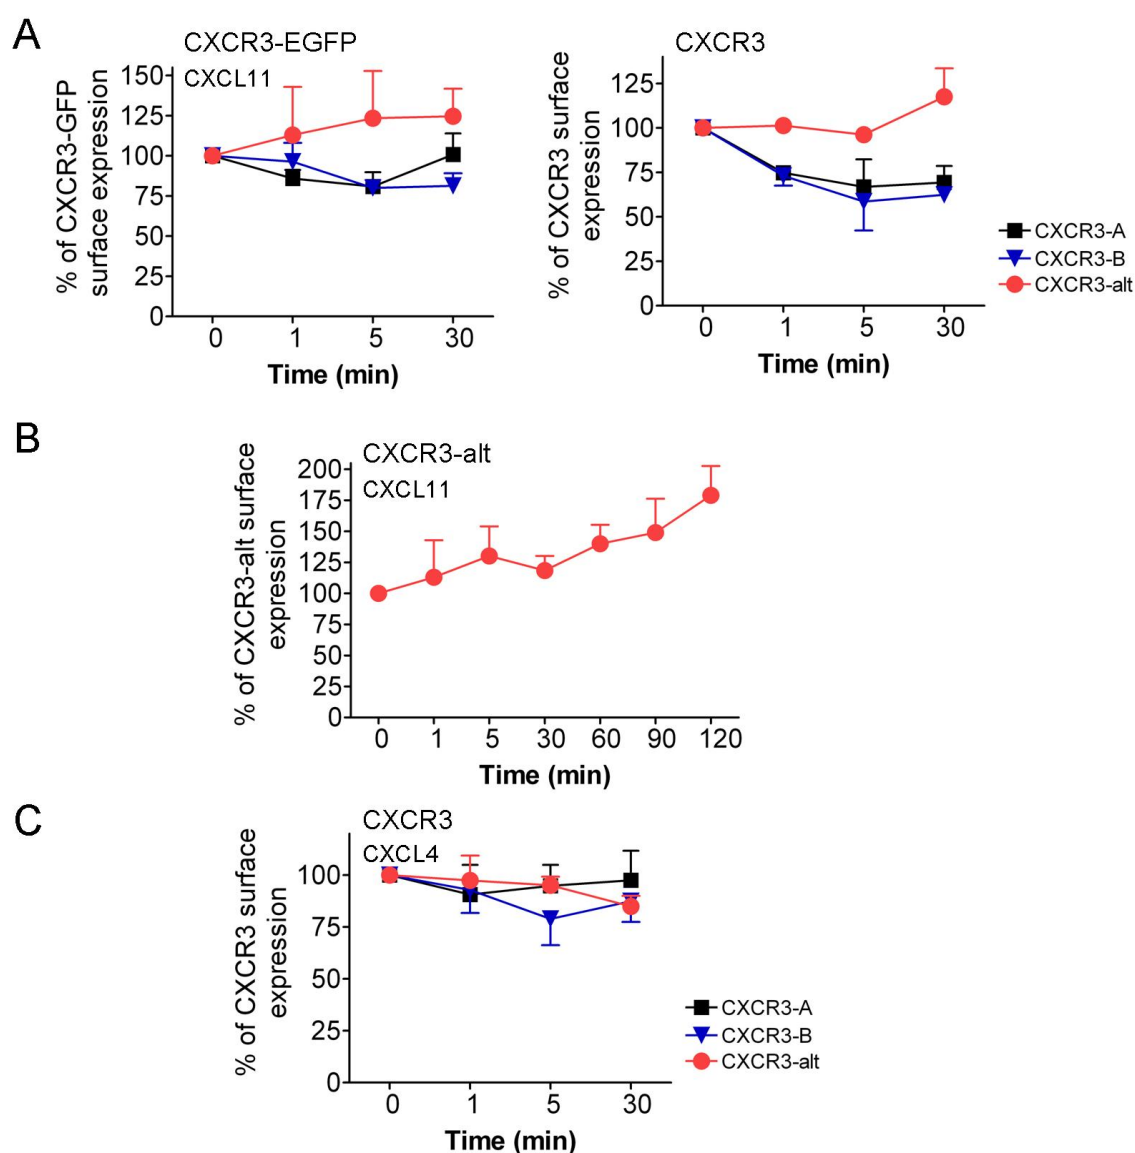 A
CXCR3-EGFP
CXCL11
% of CXCR3-GFP
surface expression
150
125
100
75
50
25
0
0 1 5 30
Time (min)
CXCR3
% of CXCR3 surface
expression
125
100
75
50
25
0
0 1 5 30
Time (min)
CXCR3-A
CXCR3-B
CXCR3-alt
B
CXCR3-alt
CXCL11
% of CXCR3-alt surface
expression
200
175
150
125
100
75
50
25
0
0 1 5 30 60 90 120
Time (min)
C
CXCR3
CXCL4
% of CXCR3 surface
expression
100
75
50
25
0
0 1 5 30
Time (min)
CXCR3-A
CXCR3-B
CXCR3-alt